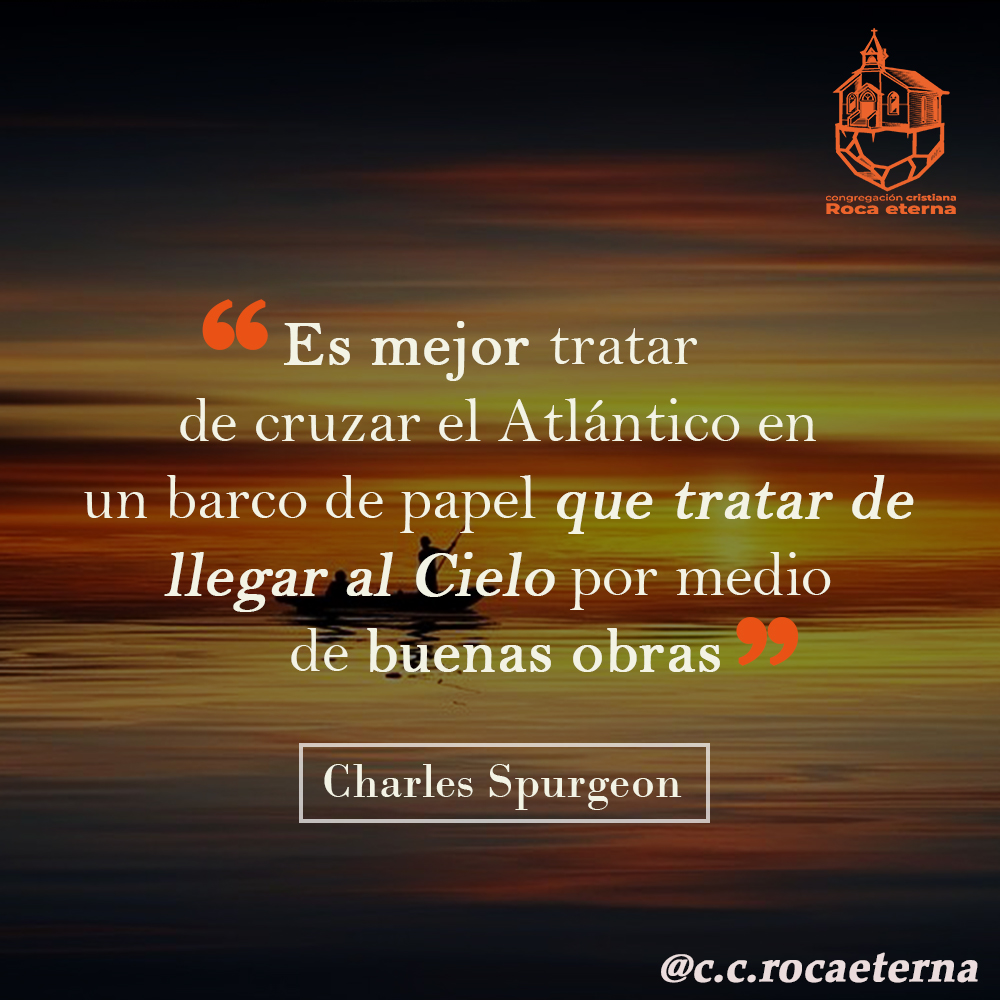 congregación cristiana
Roca eterna
“ Es mejor tratar
de cruzar el Atlántico en
un barco de papel que tratar de
llegar al Cielo por medio
de buenas obras ”
Charles Spurgeon
@c.c.rocaeterna